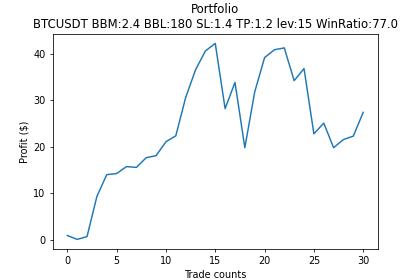 Portfolio
BTCUSDT BBM:2.4 BBL:180 SL:1.4 TP:1.2 lev:15 WinRatio:77.0
40
30
20
10
0
Profit ($)
0 5 10 15 20 25 30
Trade counts